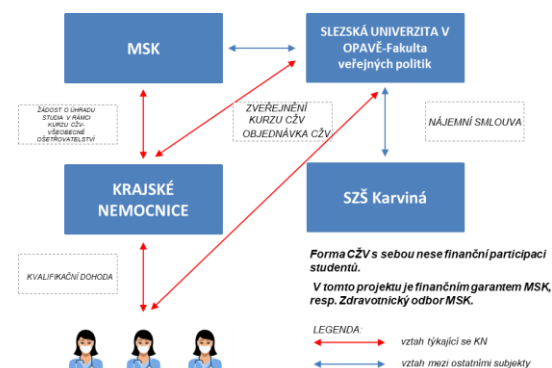 MSK
SLEZSKÁ UNIVERZITA V
OPAVĚ-Fakulta
veřejných politik
ŽÁDOST O ÚHRADU
STUDIA V RÁMCI
KURZU CŽV-
VŠEOBECNÉ
OŠETŘOVATELSTVÍ
ZVEŘEJNĚNÍ
KURZU CŽV
OBJEDNÁVKA CŽV
NÁJEMNÍ SMLOUVA
KRAJSKÉ
NEMOCNICE
SZŠ Karviná
KVALIFIKAČNÍ DOHODA
Forma CŽV s sebou nese finanční participaci
studentů.
V tomto projektu je finančním garantem MSK,
resp. Zdravotnický odbor MSK.
LEGENDA:
vztah týkající se KN
vztah mezi ostatními subjekty